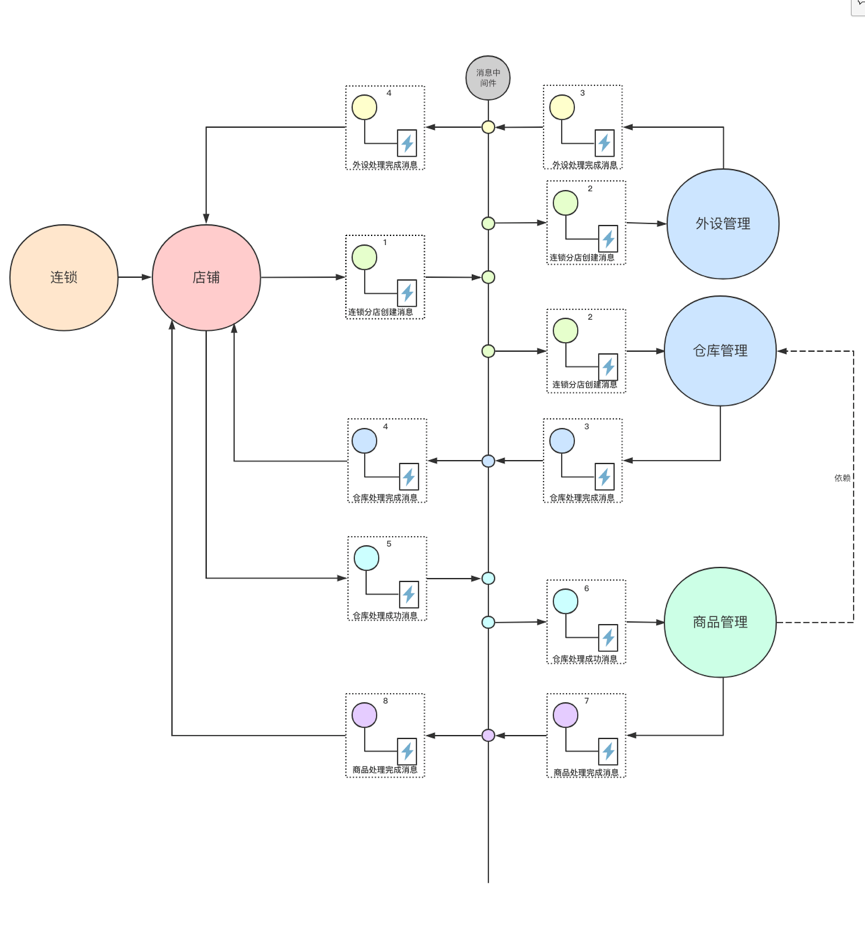 消息中
间件
4
外设处理完成消息
3
外设处理完成消息
2
连锁分店创建消息
外设管理
连锁
店铺
1
连锁分店创建消息
2
连锁分店创建消息
仓库管理
4
仓库处理完成消息
3
仓库处理完成消息
依赖
5
仓库处理成功消息
6
仓库处理成功消息
商品管理
8
商品处理完成消息
7
商品处理完成消息